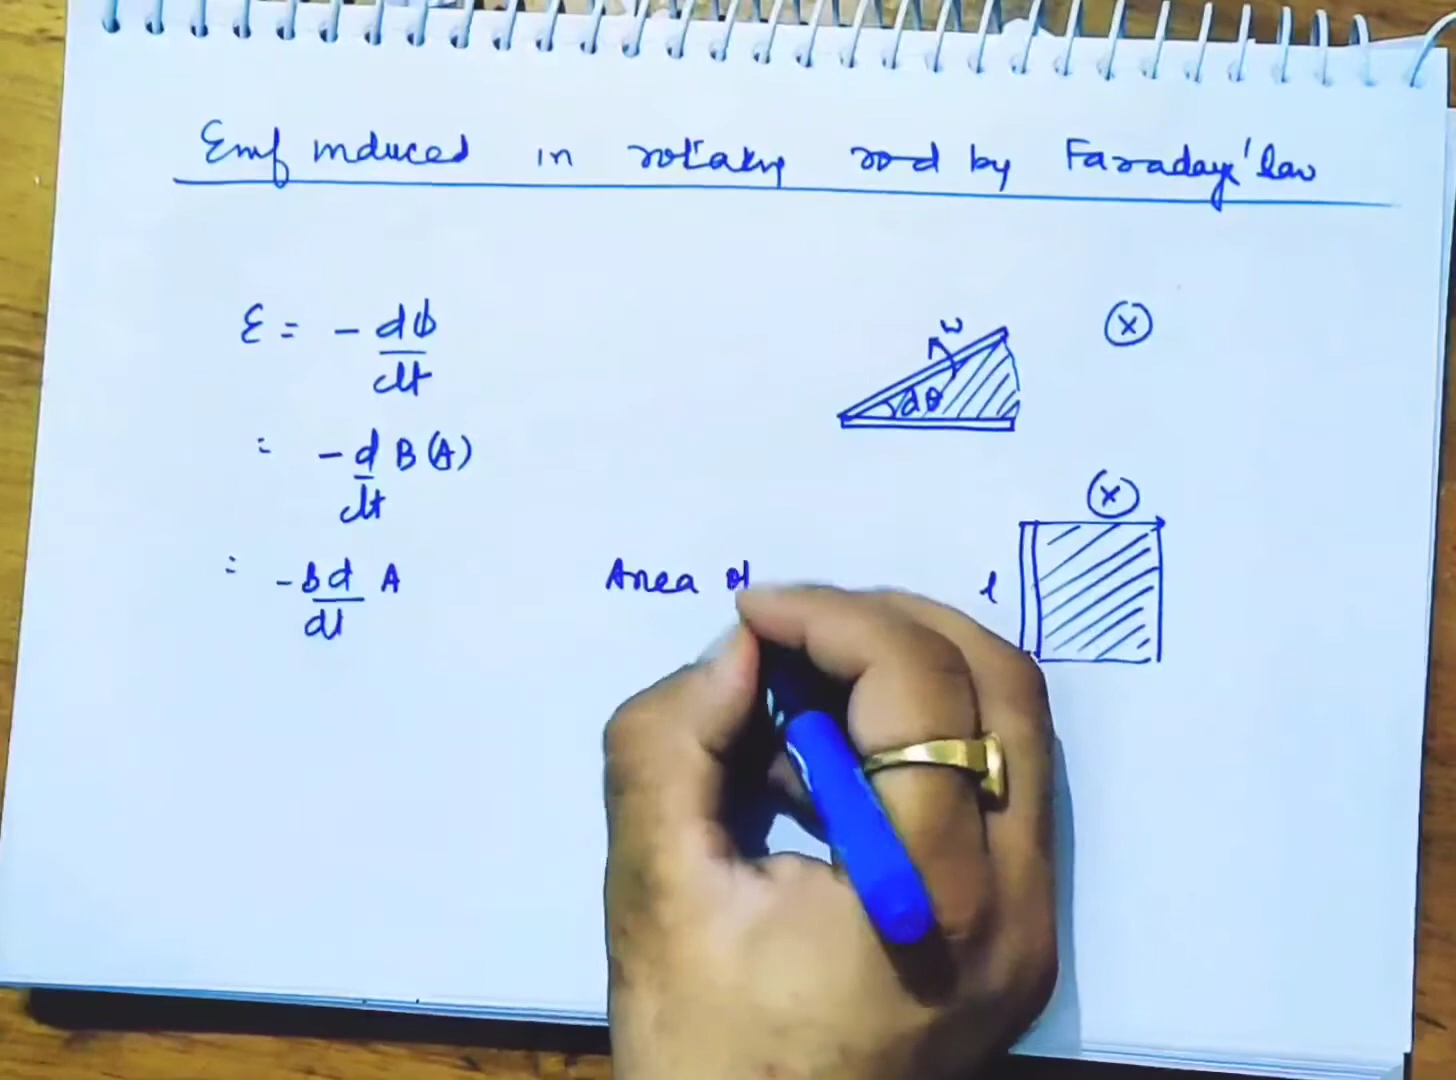 Emf induced in rotating rod by Faraday's law
ε = - dϕ/dt
= - d/dt B (A)
= - B d/dt A
ω
dθ
x
x
l
Area of